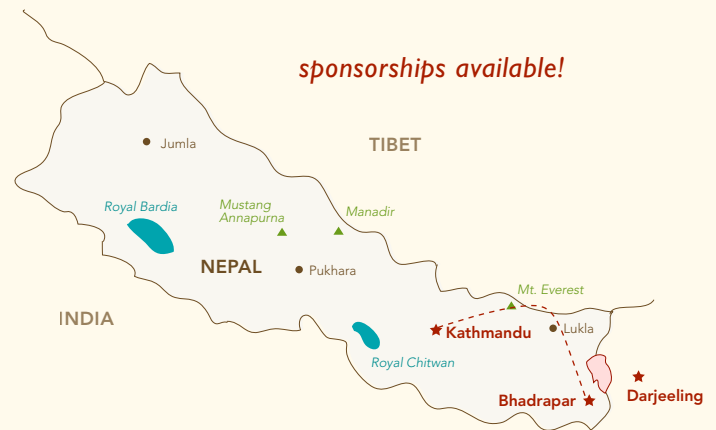 sponsorships available!
TIBET
Jumla
Royal Bardia
Mustang
Annapurna
Manadir
NEPAL
Pukhara
Mt. Everest
INDIA
Kathmandu
Lukla
Royal Chitwan
Darjeeling
Bhadrapar